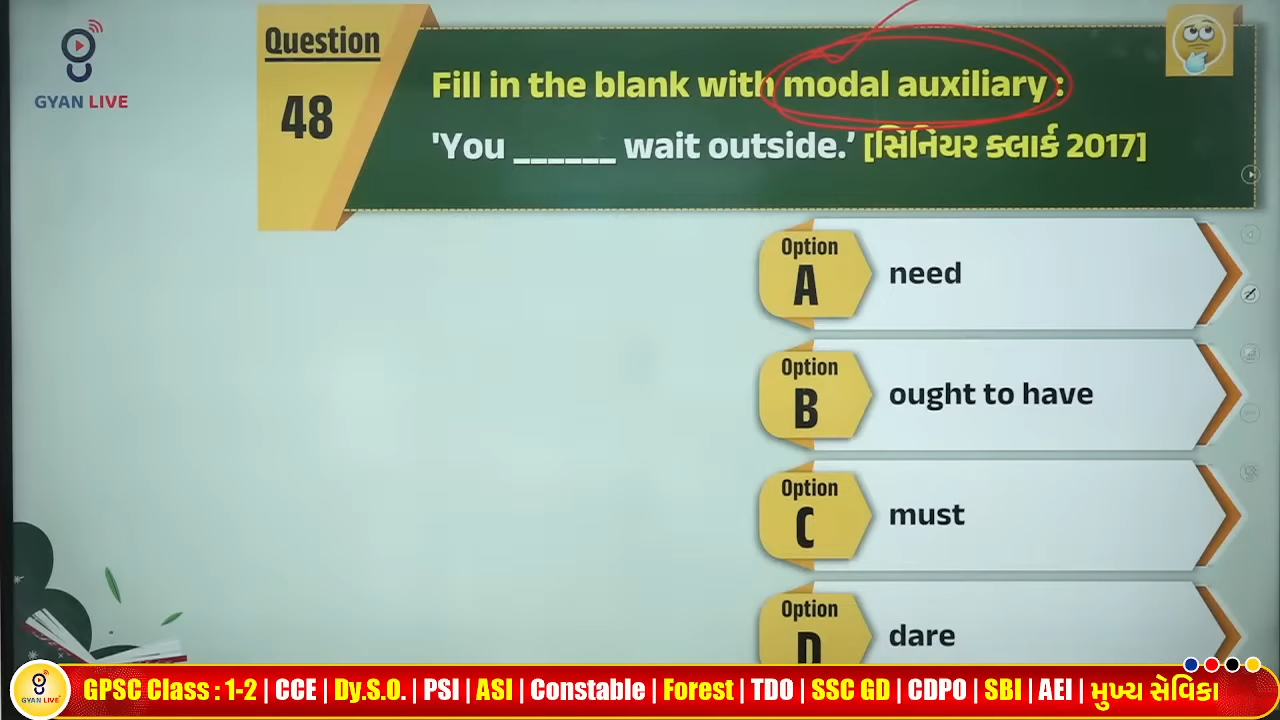 GYAN LIVE
Question
48
Fill in the blank with modal auxiliary :
'You ______ wait outside.’ [સિનિયર ક્લાર્ક 2017]
Option
A
need
Option
B
ought to have
Option
C
must
Option
D
dare
GYAN LIVE
GPSC Class : 1-2 | CCE | Dy.S.O. | PSI | ASI | Constable | Forest | TDO | SSC GD | CDPO | SBI | AEI | મુખ્ય સેવિકા